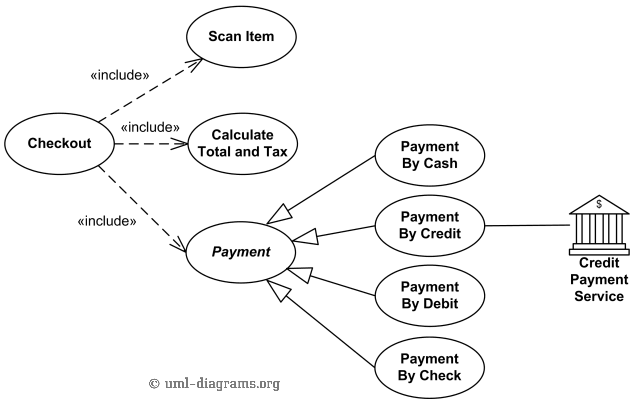 Scan Item
«include»
«include»
Checkout
Calculate
Total and Tax
Payment
By Cash
«include»
Payment
Payment
By Credit
$
Credit
Payment
Service
Payment
By Debit
Payment
By Check
© uml-diagrams.org